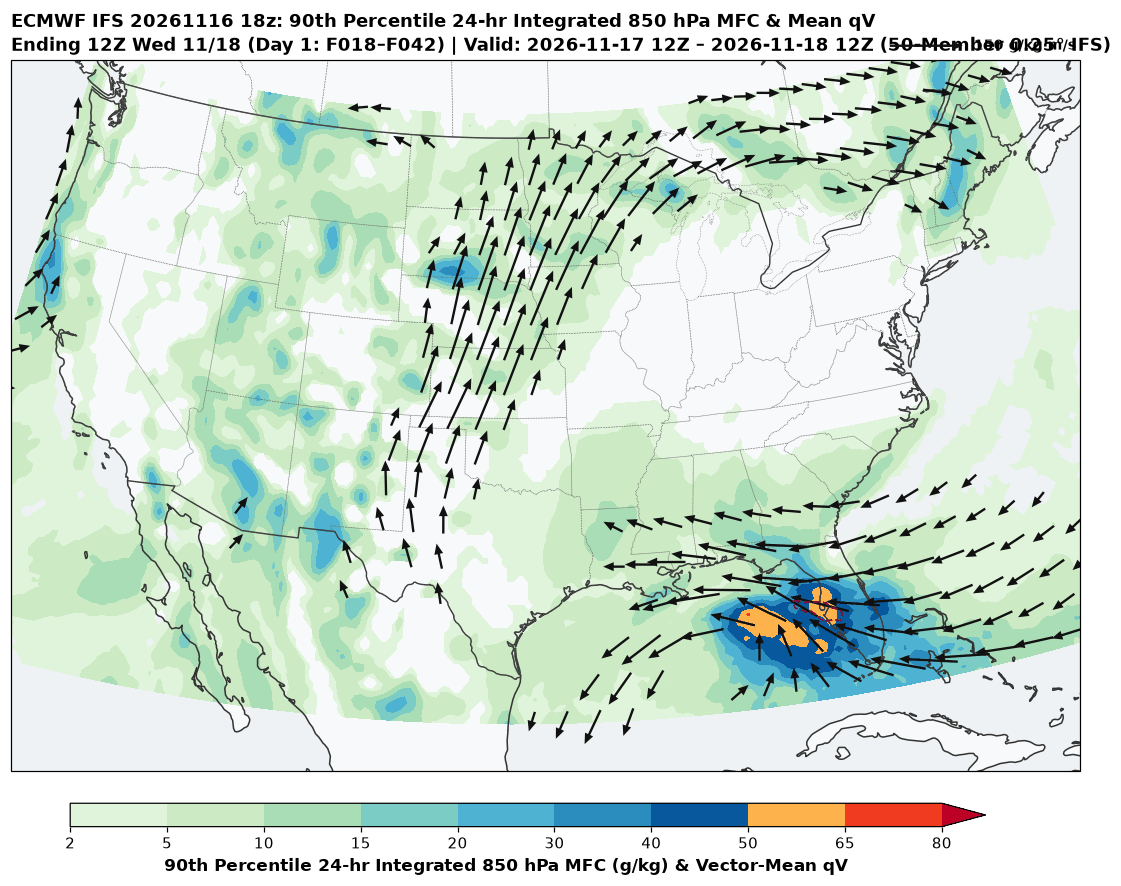 ECMWF IFS 20261116 18z: 90th Percentile 24-hr Integrated 850 hPa MFC & Mean qV
Ending 12Z Wed 11/18 (Day 1: F018–F042) | Valid: 2026-11-17 12Z – 2026-11-18 12Z (50-Member 0.25° IFS)
2 5 10 15 20 30 40 50 65 80
90th Percentile 24-hr Integrated 850 hPa MFC (g/kg) & Vector-Mean qV